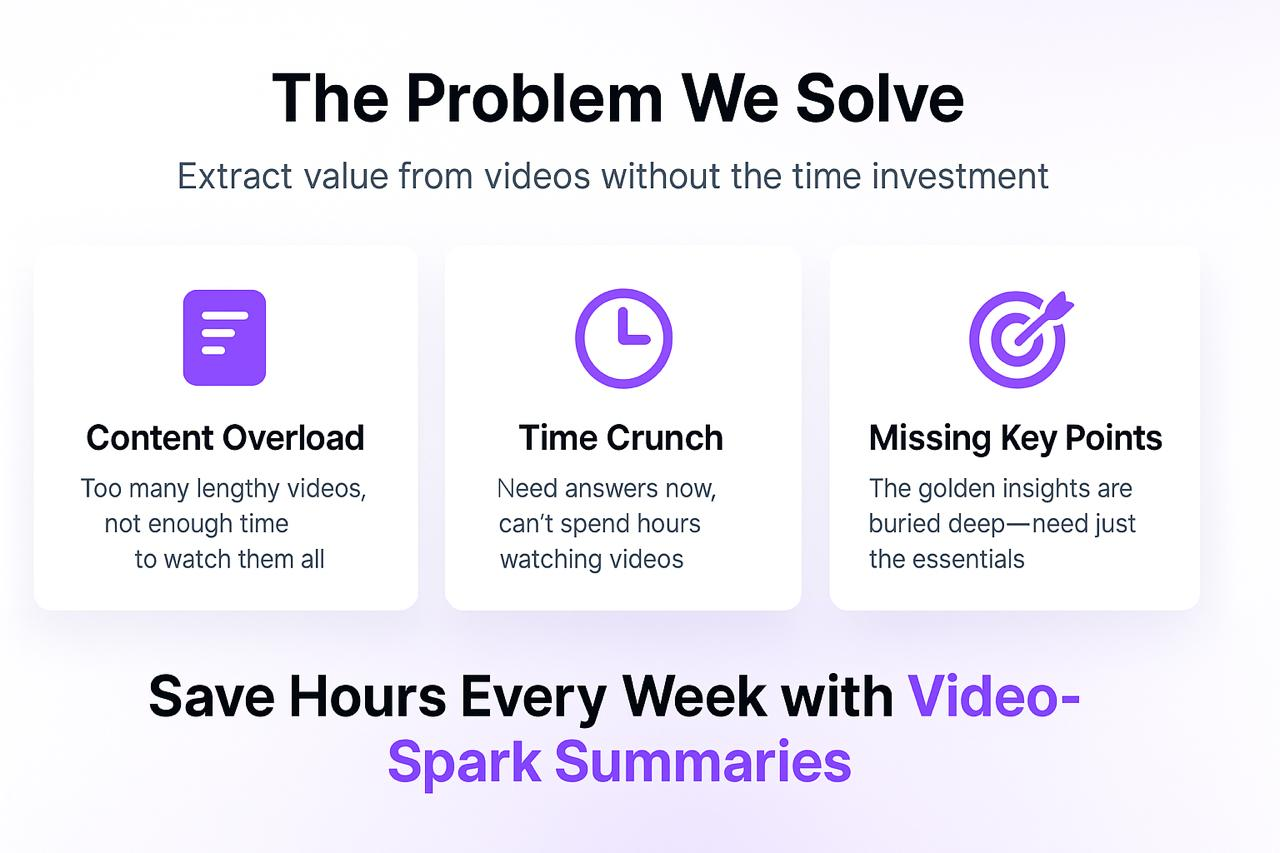 The Problem We Solve
Extract value from videos without the time investment
Content Overload
Too many lengthy videos,
not enough time
to watch them all
Time Crunch
Need answers now,
can’t spend hours
watching videos
Missing Key Points
The golden insights are
buried deep—need just
the essentials
Save Hours Every Week with Video-
Spark Summaries